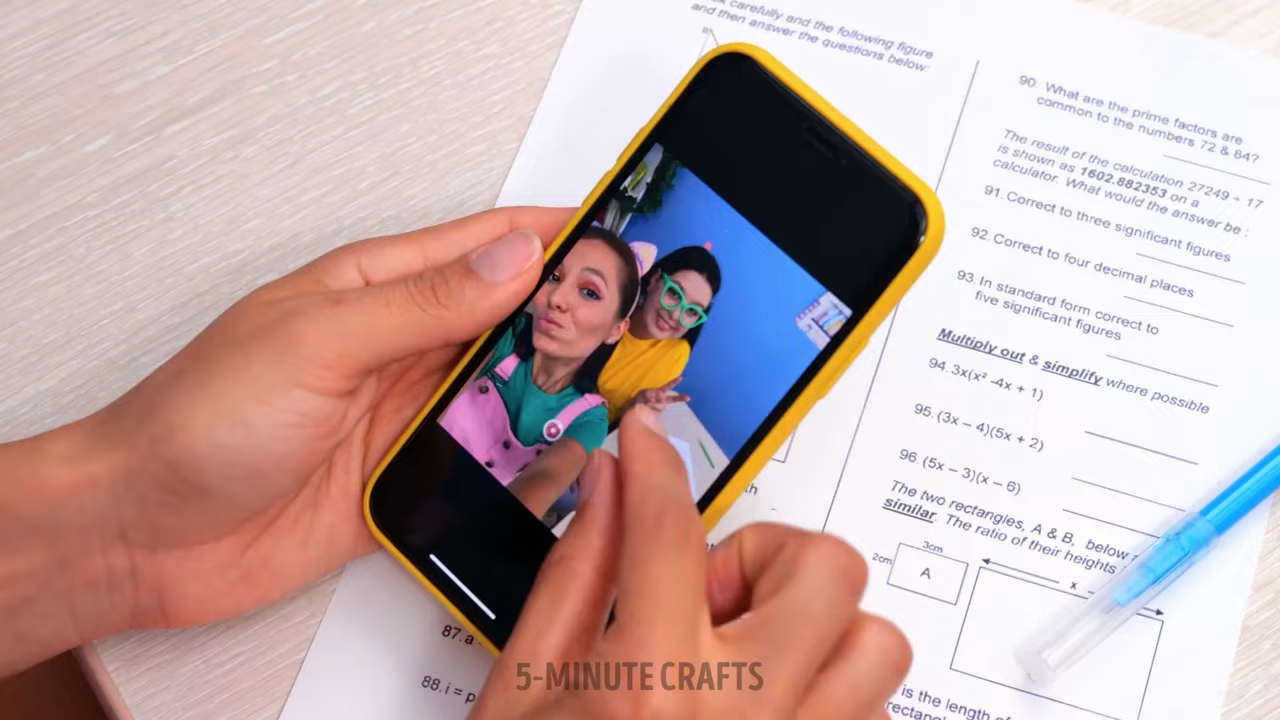 carefully and the following figure
and then answer the questions below:
87. a
88. i = p
90. What are the prime factors are
common to the numbers 72 & 84?
The result of the calculation 27249 ÷ 17
is shown as 1602.882353 on a
calculator. What would the answer be :
91. Correct to three significant figures
92. Correct to four decimal places
93. In standard form correct to
five significant figures
Multiply out & simplify where possible
94. 3x(x² -4x + 1)
95. (3x – 4)(5x + 2)
96. (5x – 3)(x – 6)
The two rectangles, A & B, below
similar. The ratio of their heights
3cm
2cm
A
x
is the length of
5-MINUTE CRAFTS